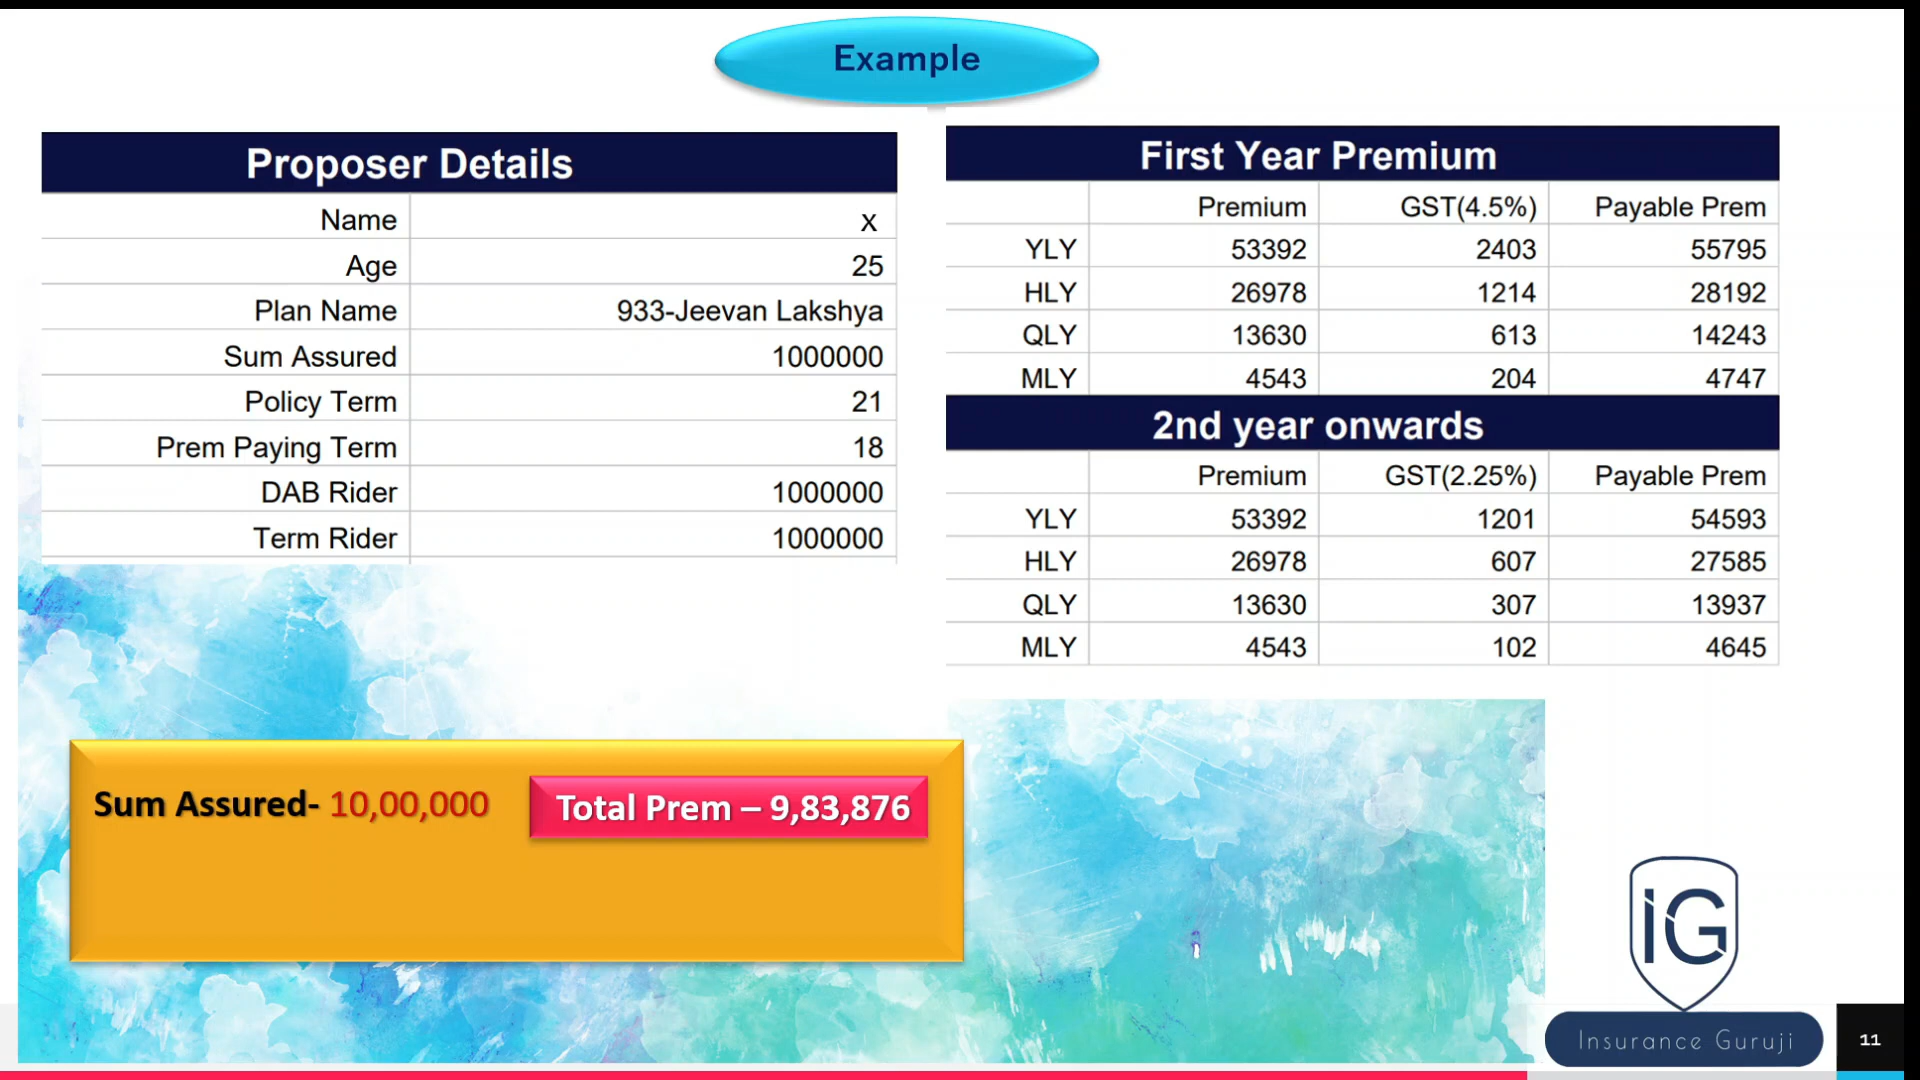 Example
Proposer Details
Name x
Age 25
Plan Name 933-Jeevan Lakshya
Sum Assured 1000000
Policy Term 21
Prem Paying Term 18
DAB Rider 1000000
Term Rider 1000000
First Year Premium
Premium GST(4.5%) Payable Prem
YLY 53392 2403 55795
HLY 26978 1214 28192
QLY 13630 613 14243
MLY 4543 204 4747
2nd year onwards
Premium GST(2.25%) Payable Prem
YLY 53392 1201 54593
HLY 26978 607 27585
QLY 13630 307 13937
MLY 4543 102 4645
Sum Assured- 10,00,000
Total Prem – 9,83,876
IG
Insurance Guruji
11